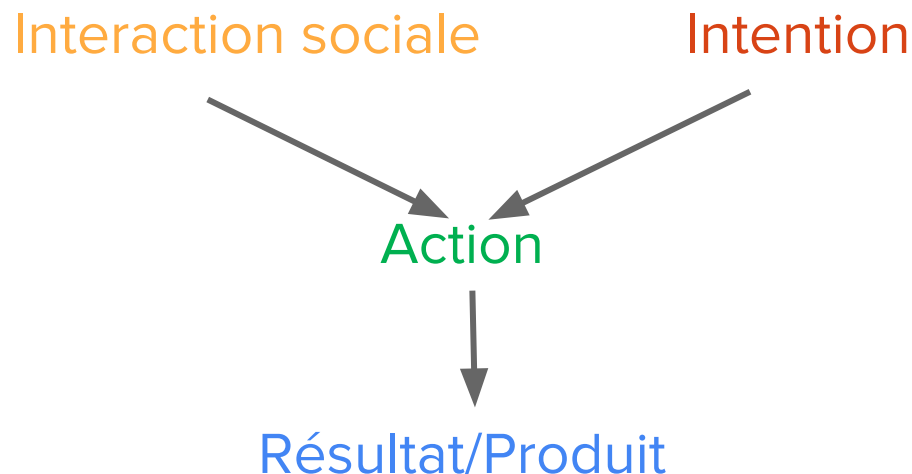 Interaction sociale
Intention
Action
Résultat/Produit